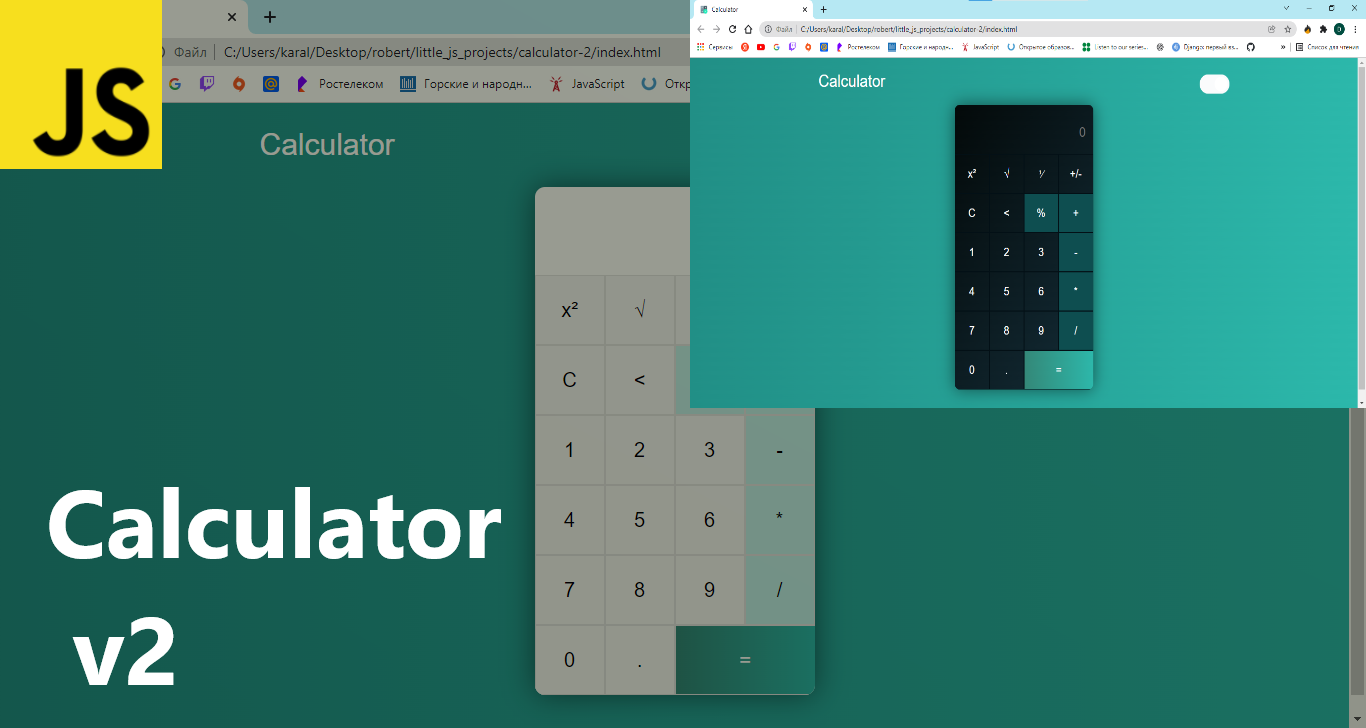 JS
Файл C:/Users/karal/Desktop/robert/little_js_projects/calculator-2/index.html
Ростелеком Горские и народн... JavaScript Откр
Calculator
x² √
C <
1 2 3 -
4 5 6 *
7 8 9 /
0 . =
Calculator
v2
Calculator
Файл C:/Users/karal/Desktop/robert/little_js_projects/calculator-2/index.html
Сервисы Ростелеком Горские и народн... JavaScript Открытое образов... Listen to our series... Django: первый вз... » Список для чтения
Calculator
0
x² √ ⅟ +/-
C < % +
1 2 3 -
4 5 6 *
7 8 9 /
0 . =